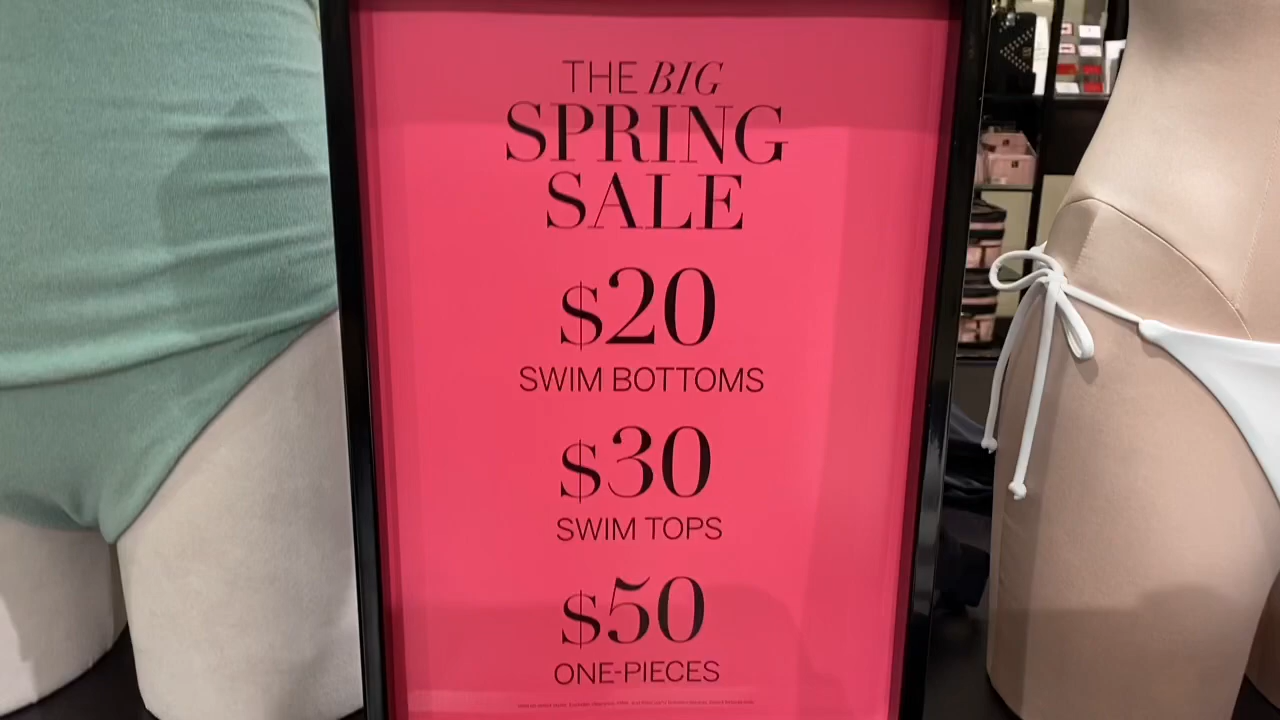 THE BIG
SPRING
SALE
$20
SWIM BOTTOMS
$30
SWIM TOPS
$50
ONE-PIECES